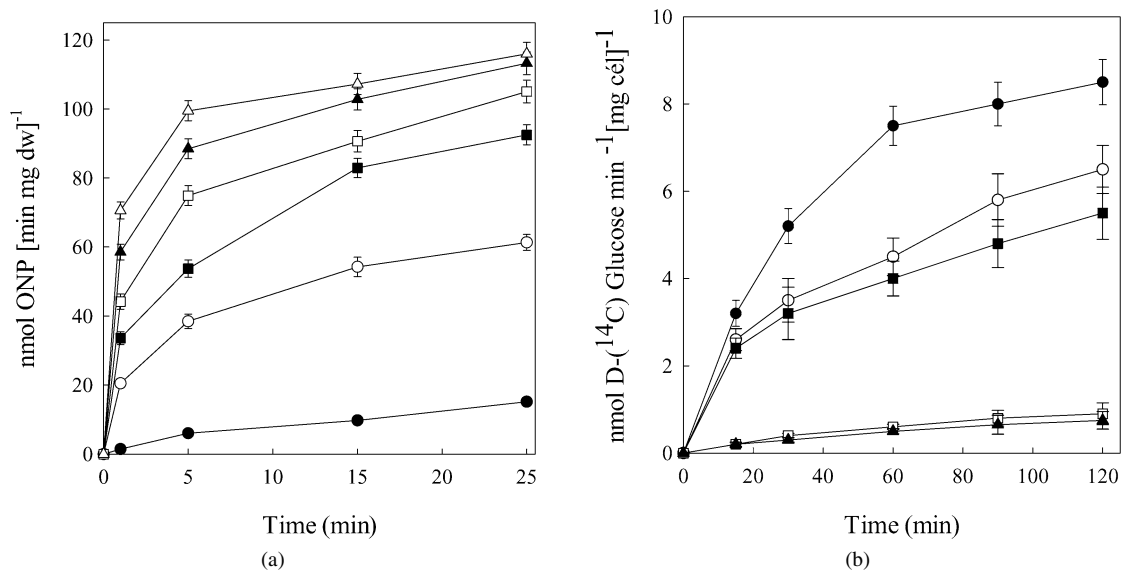 nmol ONP [min mg dw]-1
120
100
80
60
40
20
0
0 5 10 15 20 25
Time (min)
(a)
nmol D-(14C) Glucose min -1[mg cél]-1
10
8
6
4
2
0
0 20 40 60 80 100 120
Time (min)
(b)